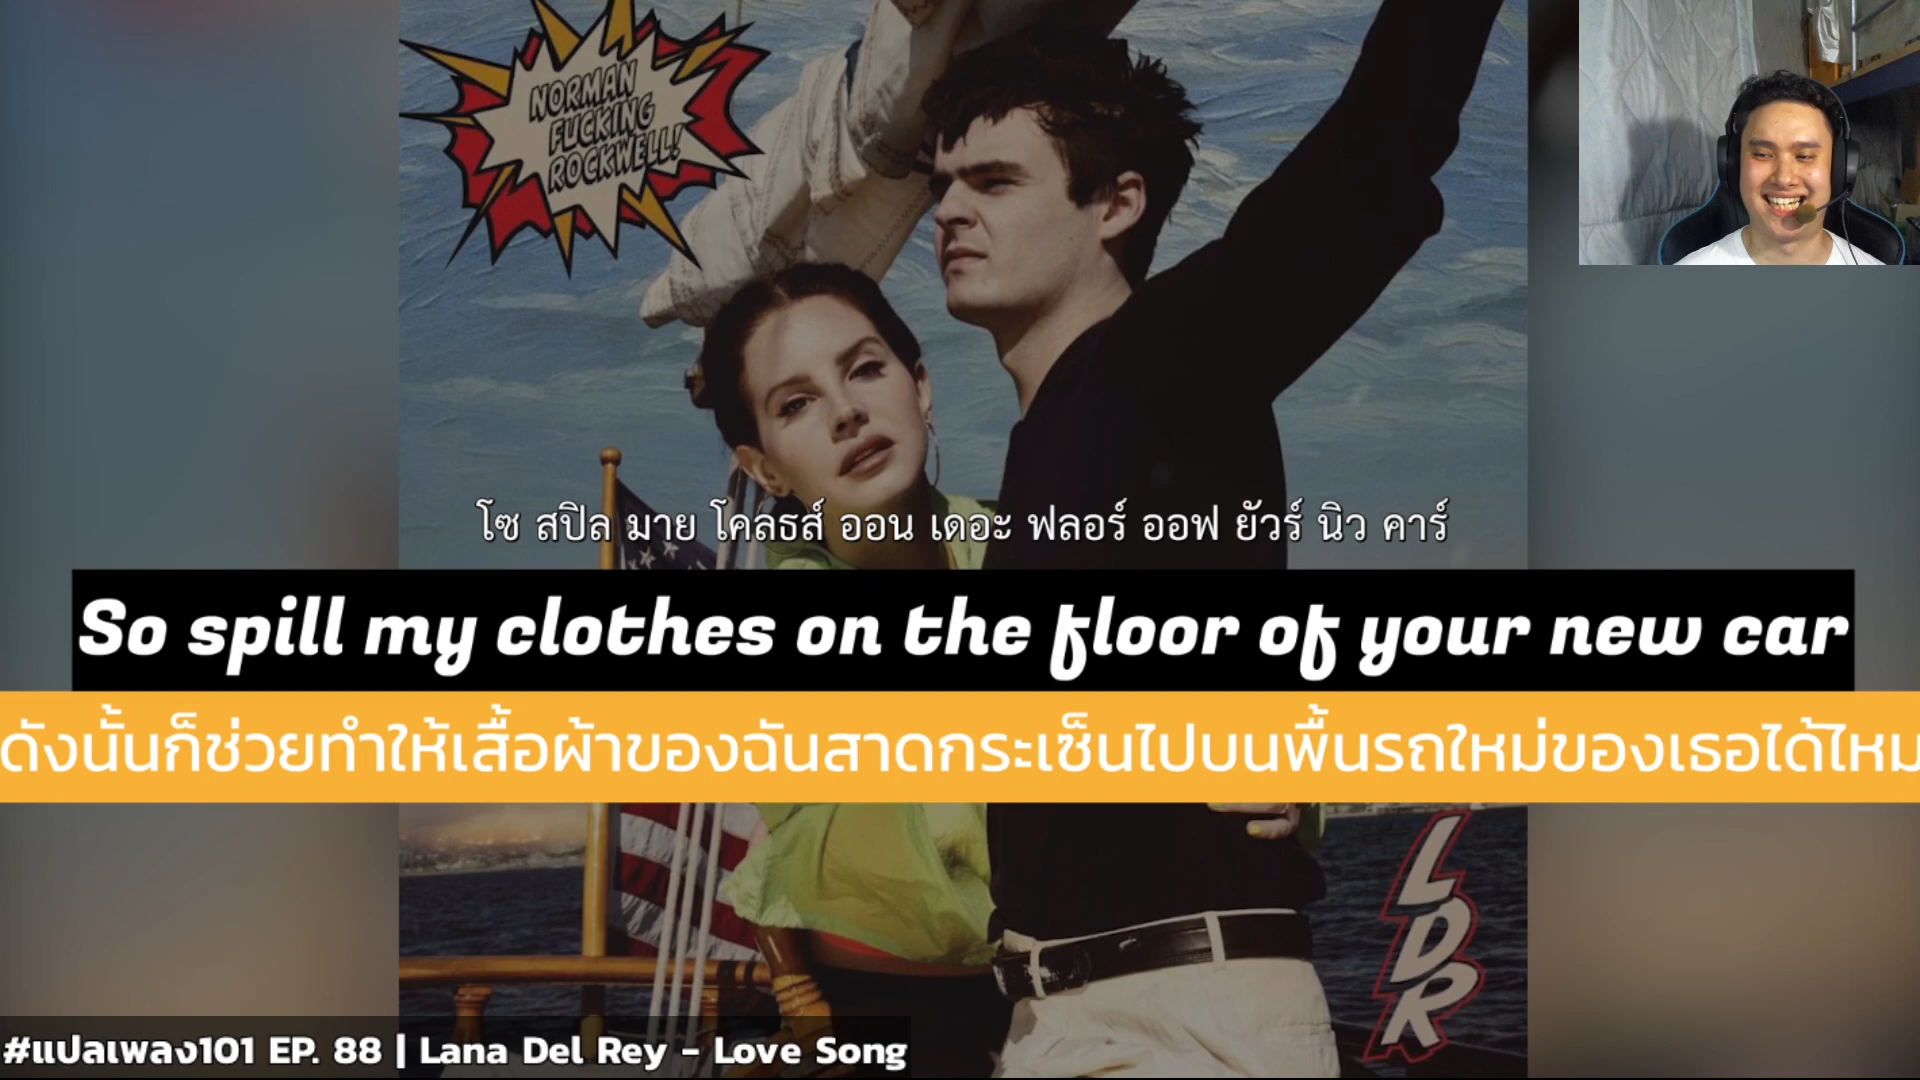 NORMAN
FUCKING
ROCKWELL!
โซ สปิล มาย โคลธส์ ออน เดอะ ฟลอร์ ออฟ ยัวร์ นิว คาร์
So spill my clothes on the floor of your new car
ดังนั้นก็ช่วยทำให้เสื้อผ้าของฉันสาดกระเซ็นไปบนพื้นรถใหม่ของเธอได้ไหม
LDR
#แปลเพลง101 EP. 88 | Lana Del Rey - Love Song